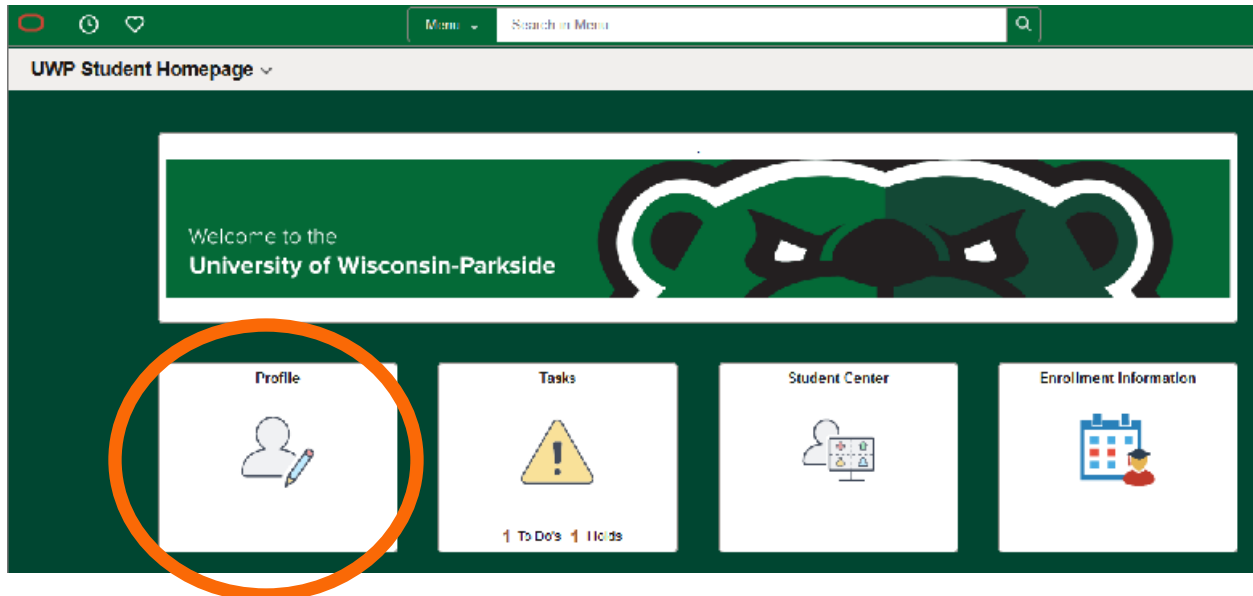 Menu
Search in Menu
UWP Student Homepage
Welcome to the
University of Wisconsin-Parkside
Profile
Tasks
Student Center
Enrollment Information
1 To Do's 1 Holds